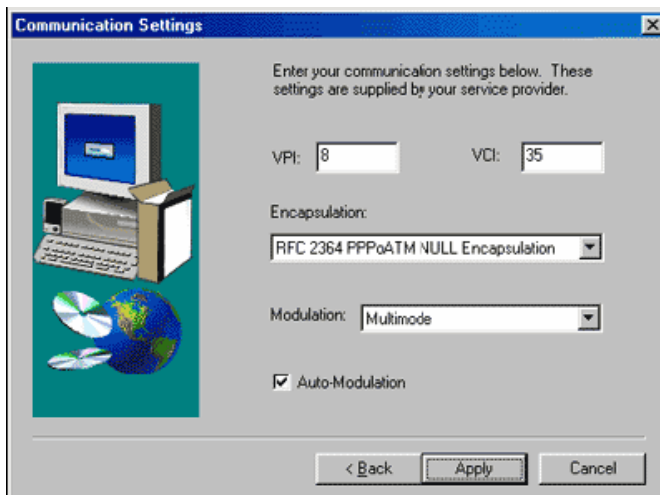 Communication Settings
Enter your communication settings below. These
settings are supplied by your service provider.
VPI: 8 VCI: 35
Encapsulation:
RFC 2364 PPPoATM NULL Encapsulation
Modulation: Multimode
Auto-Modulation
< Back Apply Cancel